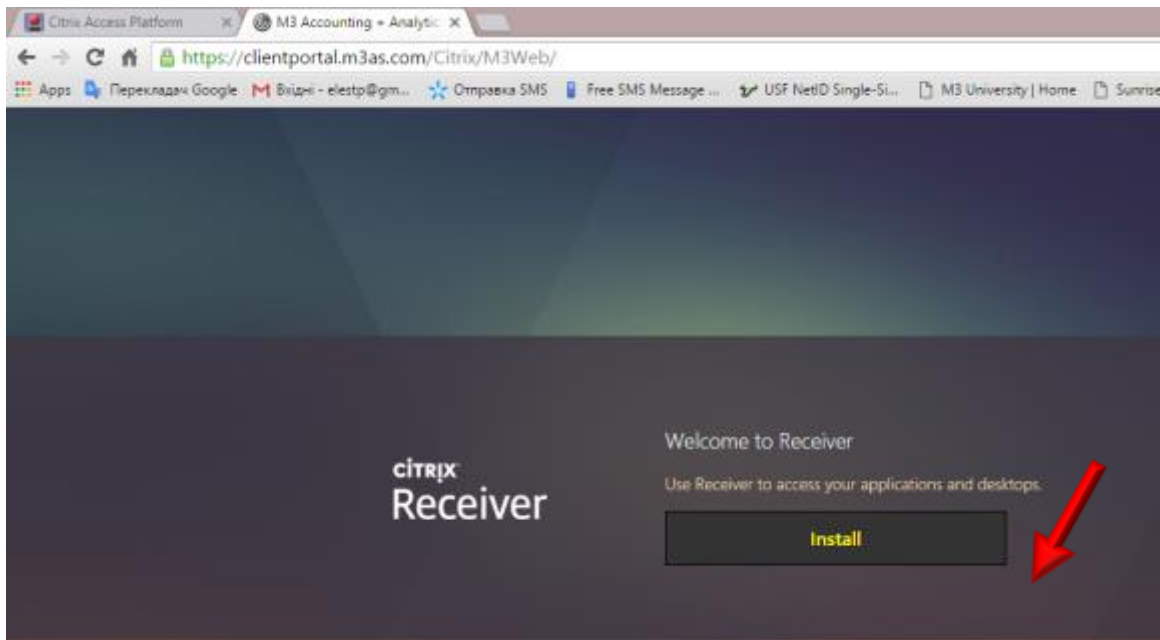 Citrix Access Platform
M3 Accounting + Analytic
https://clientportal.m3as.com/Citrix/M3Web/
Apps
Перекладач Google
Вхідні - elestp@gm...
Отправка SMS
Free SMS Message ...
USF NetID Single-Si...
M3 University | Home
Sunrise
Welcome to Receiver
CITRIX
Receiver
Use Receiver to access your applications and desktops.
Install